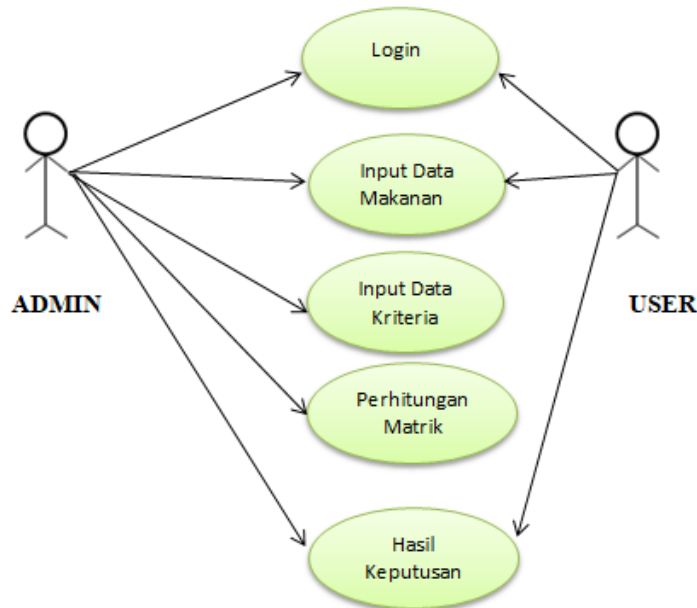 Login
Input Data
Makanan
Input Data
Kriteria
Perhitungan
Matrik
Hasil
Keputusan
ADMIN
USER